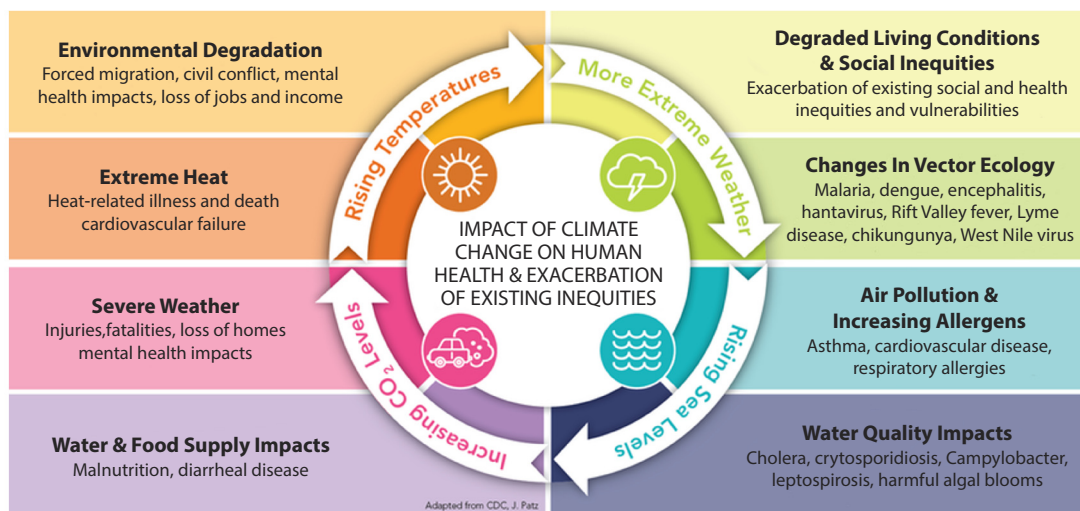 Environmental Degradation
Forced migration, civil conflict, mental
health impacts, loss of jobs and income
Extreme Heat
Heat-related illness and death
cardiovascular failure
Severe Weather
Injuries,fatalities, loss of homes
mental health impacts
Water & Food Supply Impacts
Malnutrition, diarrheal disease
Adapted from CDC, J. Patz
Rising Temperatures
More Extreme Weather
Rising Sea Levels
Increasing CO₂ Levels
IMPACT OF CLIMATE
CHANGE ON HUMAN
HEALTH & EXACERBATION
OF EXISTING INEQUITIES
Degraded Living Conditions
& Social Inequities
Exacerbation of existing social and health
inequities and vulnerabilities
Changes In Vector Ecology
Malaria, dengue, encephalitis,
hantavirus, Rift Valley fever, Lyme
disease, chikungunya, West Nile virus
Air Pollution &
Increasing Allergens
Asthma, cardiovascular disease,
respiratory allergies
Water Quality Impacts
Cholera, crytosporidiosis, Campylobacter,
leptospirosis, harmful algal blooms